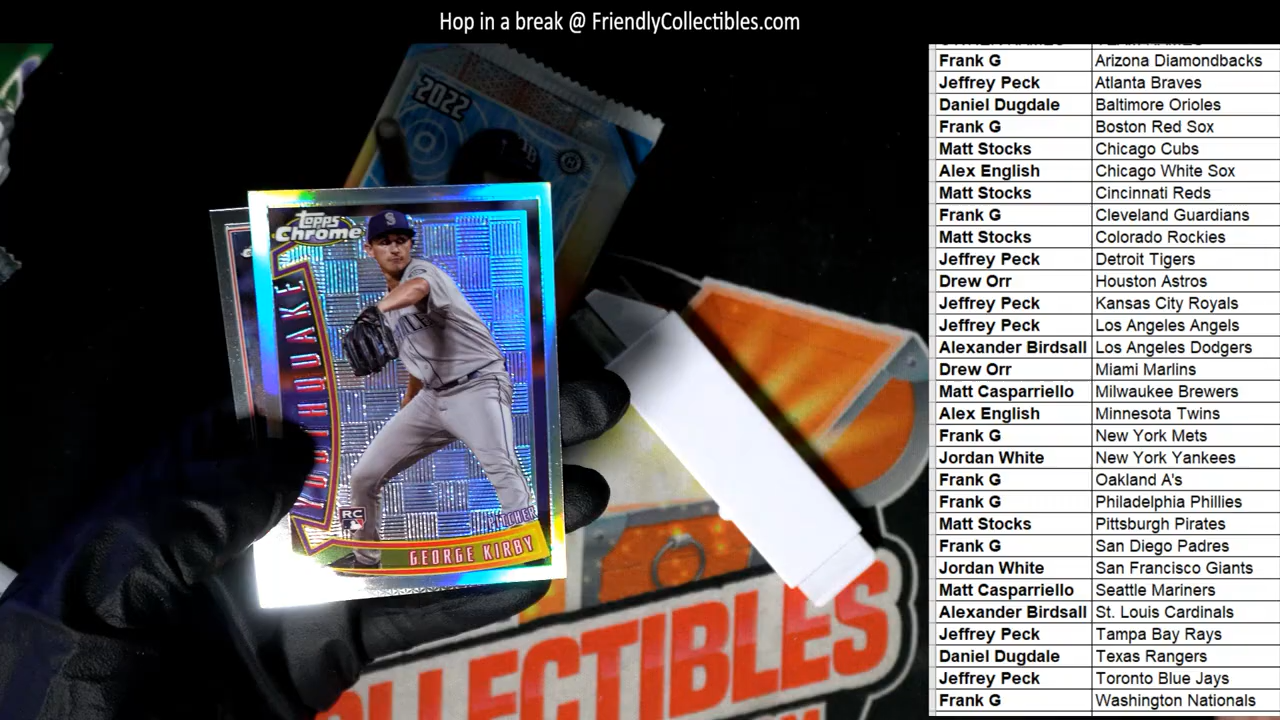 Hop in a break @ FriendlyCollectibles.com
2022
Topps
Chrome
YOUTHQUAKE
RC
PITCHER
GEORGE KIRBY
COLLECTIBLES
Frank G Arizona Diamondbacks
Jeffrey Peck Atlanta Braves
Daniel Dugdale Baltimore Orioles
Frank G Boston Red Sox
Matt Stocks Chicago Cubs
Alex English Chicago White Sox
Matt Stocks Cincinnati Reds
Frank G Cleveland Guardians
Matt Stocks Colorado Rockies
Jeffrey Peck Detroit Tigers
Drew Orr Houston Astros
Jeffrey Peck Kansas City Royals
Jeffrey Peck Los Angeles Angels
Alexander Birdsall Los Angeles Dodgers
Drew Orr Miami Marlins
Matt Casparriello Milwaukee Brewers
Alex English Minnesota Twins
Frank G New York Mets
Jordan White New York Yankees
Frank G Oakland A's
Frank G Philadelphia Phillies
Matt Stocks Pittsburgh Pirates
Frank G San Diego Padres
Jordan White San Francisco Giants
Matt Casparriello Seattle Mariners
Alexander Birdsall St. Louis Cardinals
Jeffrey Peck Tampa Bay Rays
Daniel Dugdale Texas Rangers
Jeffrey Peck Toronto Blue Jays
Frank G Washington Nationals